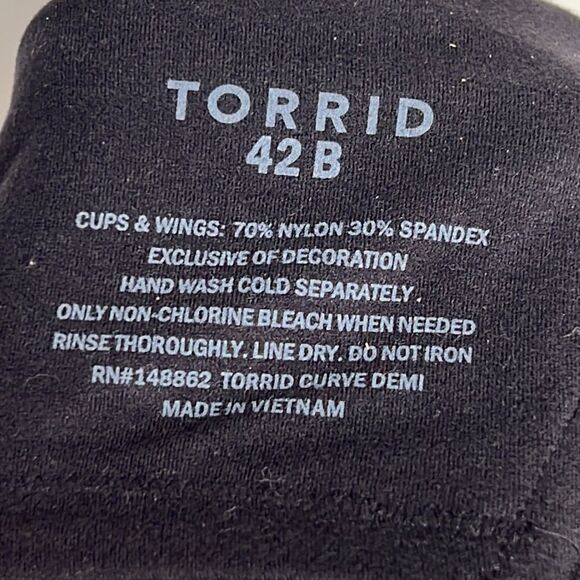 TORRID
42 B
CUPS & WINGS: 70% NYLON 30% SPANDEX
EXCLUSIVE OF DECORATION
HAND WASH COLD SEPARATELY.
ONLY NON-CHLORINE BLEACH WHEN NEEDED
RINSE THOROUGHLY. LINE DRY. DO NOT IRON
RN#148862 TORRID CURVE DEMI
MADE IN VIETNAM